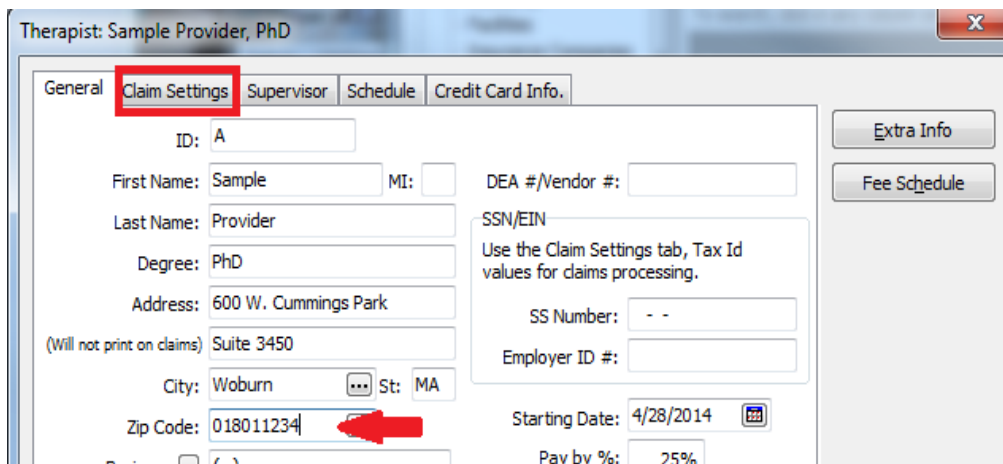 Therapist: Sample Provider, PhD
General Claim Settings Supervisor Schedule Credit Card Info.
Extra Info
Fee Schedule
ID: A
First Name: Sample MI:
Last Name: Provider
Degree: PhD
Address: 600 W. Cummings Park
(Will not print on claims) Suite 3450
City: Woburn ... St: MA
Zip Code: 018011234
DEA #/Vendor #:
SSN/EIN
Use the Claim Settings tab, Tax Id
values for claims processing.
SS Number: - -
Employer ID #:
Starting Date: 4/28/2014
Pay by %: 25%